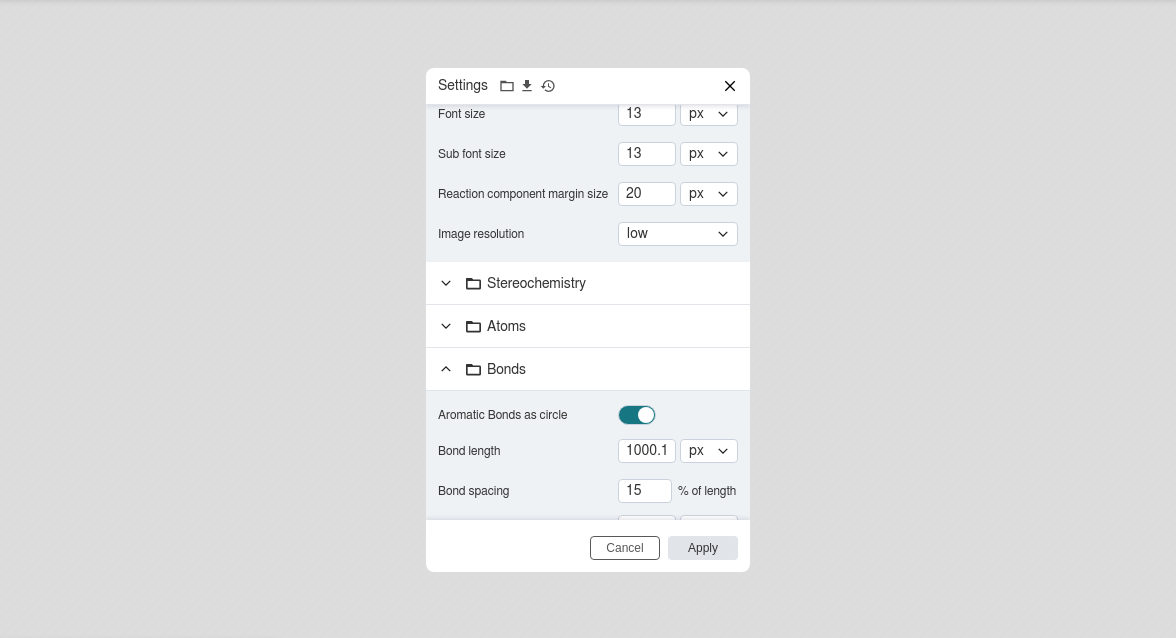 Settings
Font size 13 px
Sub font size 13 px
Reaction component margin size 20 px
Image resolution low
Stereochemistry
Atoms
Bonds
Aromatic Bonds as circle
Bond length 1000.1 px
Bond spacing 15 % of length
Cancel Apply